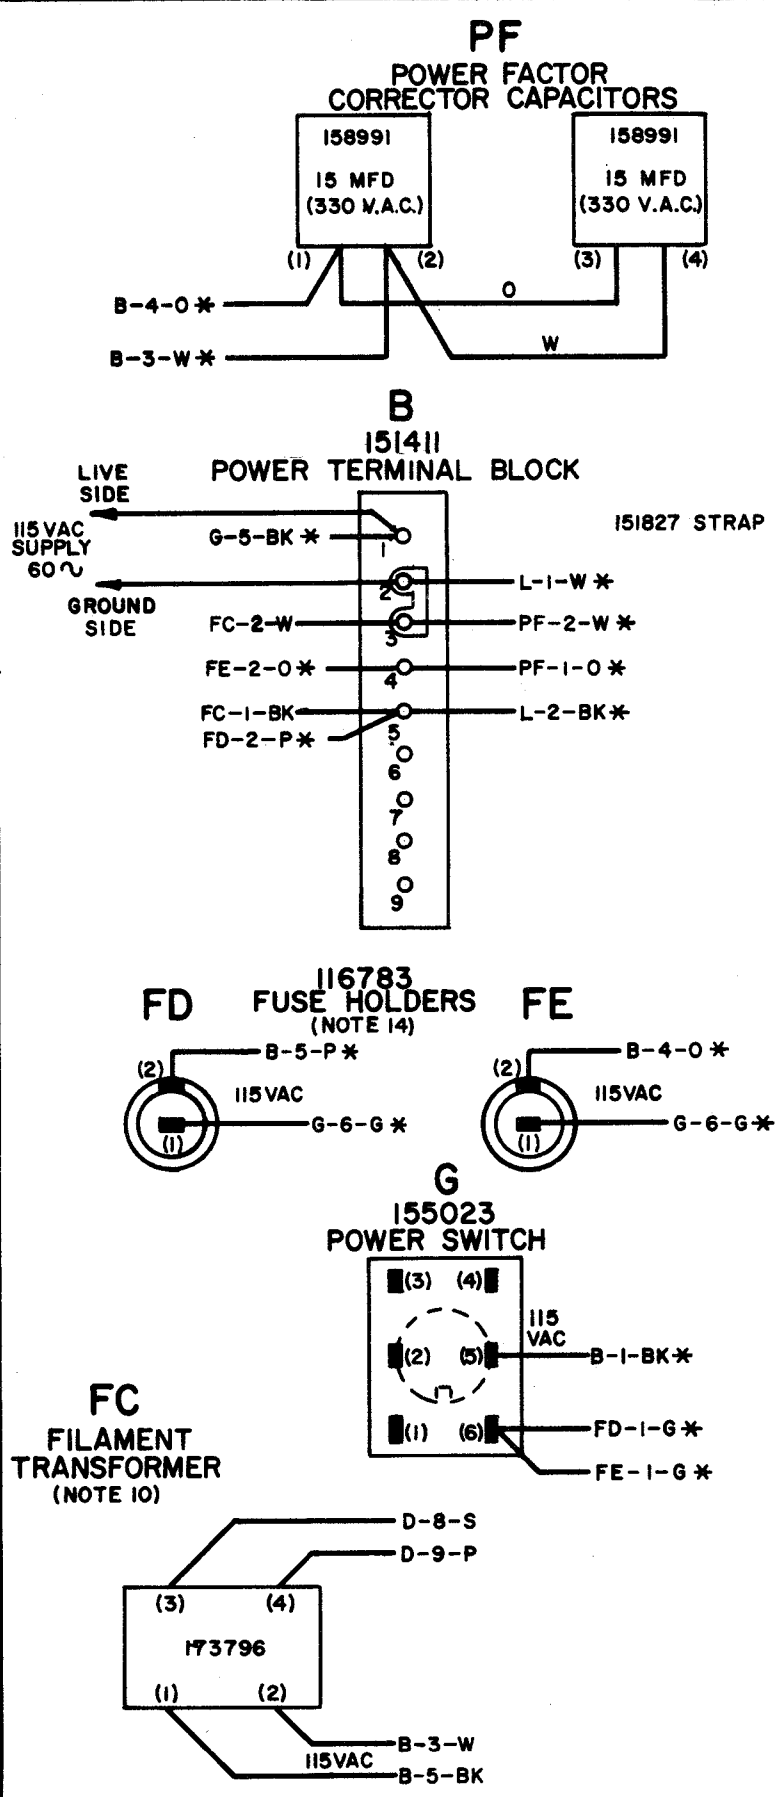 PF
POWER FACTOR
CORRECTOR CAPACITORS
158991
15 MFD
(330 V.A.C.)
158991
15 MFD
(330 V.A.C.)
(1)
(2)
(3)
(4)
B-4-O *
O
B-3-W *
W
B
151411
POWER TERMINAL BLOCK
LIVE
SIDE
115 VAC
SUPPLY
60 ∿
GROUND
SIDE
151827 STRAP
G-5-BK *
1
2
L-1-W *
FC-2-W
3
PF-2-W *
FE-2-O *
4
PF-1-O *
FC-1-BK
5
L-2-BK *
FD-2-P *
6
7
8
9
116783
FUSE HOLDERS
(NOTE 14)
FD
FE
(2)
B-5-P *
115VAC
(1)
G-6-G *
(2)
B-4-O *
115VAC
(1)
G-6-G *
G
155023
POWER SWITCH
(3) (4)
115
VAC
(2) (5)
B-1-BK *
(1) (6)
FD-1-G *
FE-1-G *
FC
FILAMENT
TRANSFORMER
(NOTE 10)
D-8-S
D-9-P
(3) (4)
173796
(1) (2)
B-3-W
115VAC
B-5-BK